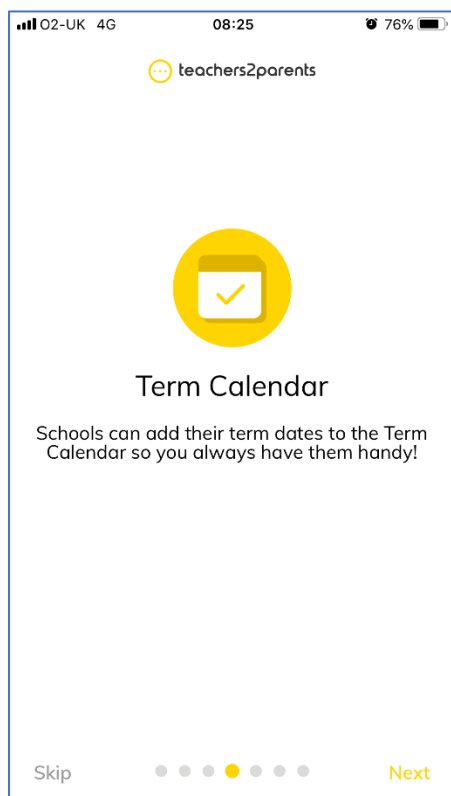 O2-UK 4G 08:25 76%
teachers2parents
Term Calendar
Schools can add their term dates to the Term
Calendar so you always have them handy!
Skip Next